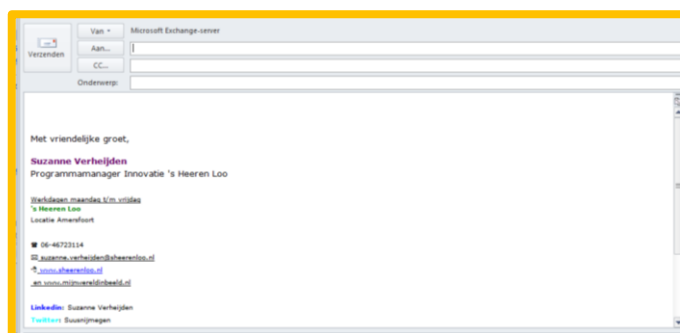 Van
Microsoft Exchange-server
Verzenden
Aan...
CC...
Onderwerp:
Met vriendelijke groet,
Suzanne Verheijden
Programmamanager Innovatie 's Heeren Loo
Werkdagen maandag t/m vrijdag
's Heeren Loo
Locatie Amersfoort
06-46723114
suzanne.verheijden@sheerenloo.nl
www.sheerenloo.nl
en www.mijnwereldinbeeld.nl
Linkedin: Suzanne Verheijden
Twitter: Suusnijmegen